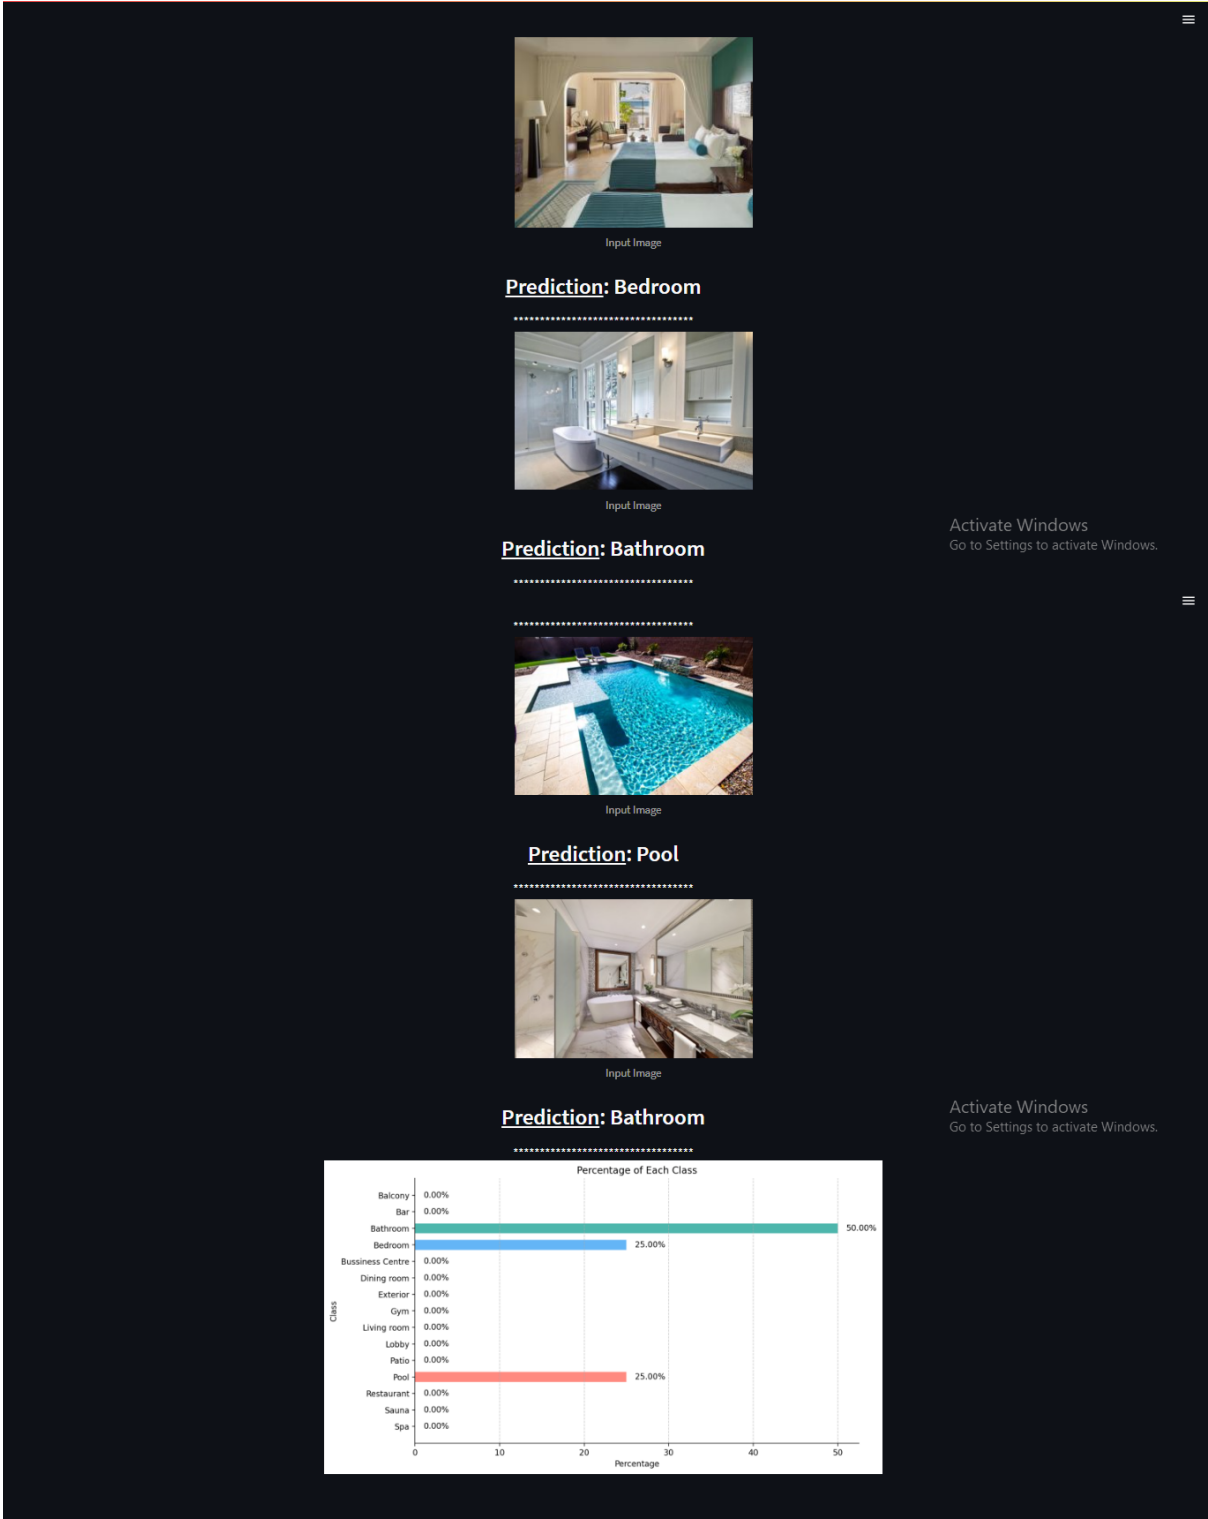 Input Image
Prediction: Bedroom
**********************************
Input Image
Activate Windows
Go to Settings to activate Windows.
Prediction: Bathroom
**********************************
**********************************
Input Image
Prediction: Pool
**********************************
Input Image
Activate Windows
Go to Settings to activate Windows.
Prediction: Bathroom
**********************************
Percentage of Each Class
Balcony 0.00%
Bar 0.00%
Bathroom 50.00%
Bedroom 25.00%
Bussiness Centre 0.00%
Dining room 0.00%
Exterior 0.00%
Gym 0.00%
Class
Living room 0.00%
Lobby 0.00%
Patio 0.00%
Pool 25.00%
Restaurant 0.00%
Sauna 0.00%
Spa 0.00%
0 10 20 30 40 50
Percentage